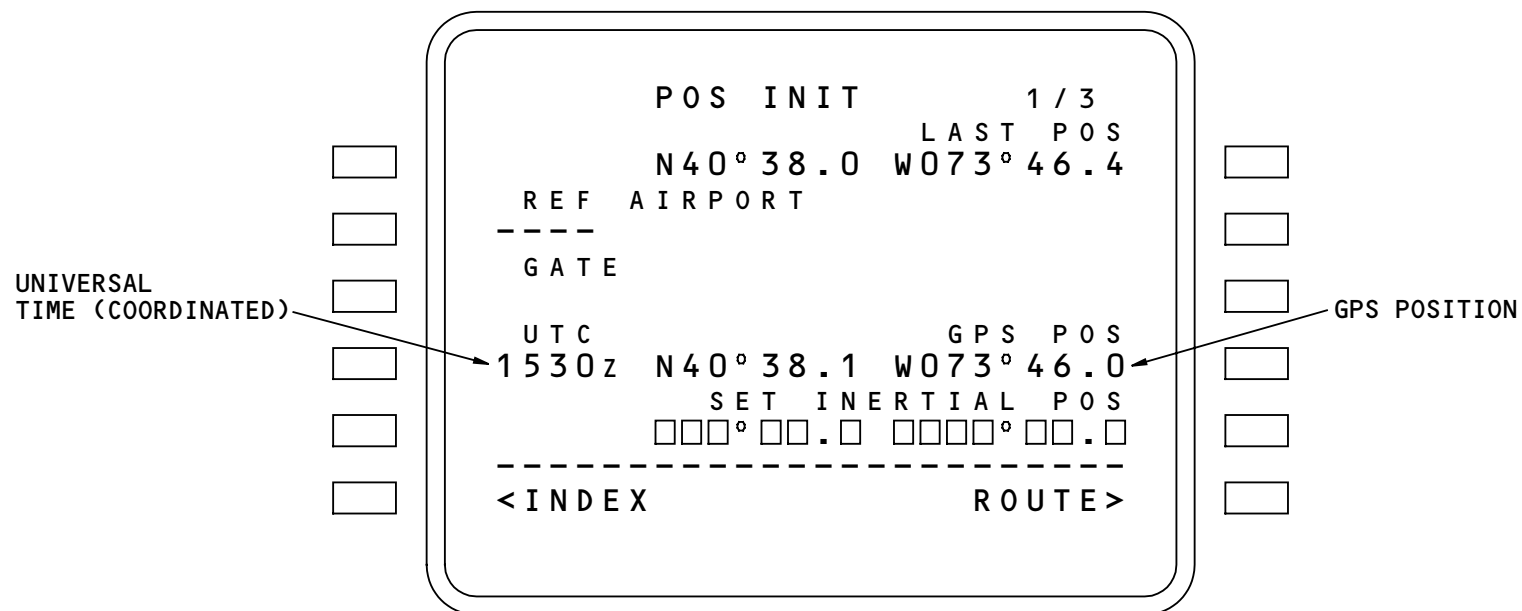 POS INIT 1/3
LAST POS
N40°38.0 W073°46.4
REF AIRPORT
----
GATE
UNIVERSAL
TIME (COORDINATED)
GPS POSITION
UTC GPS POS
1530z N40°38.1 W073°46.0
SET INERTIAL POS
□□□°□□.□ □□□□°□□.□
------------------------
<INDEX ROUTE>